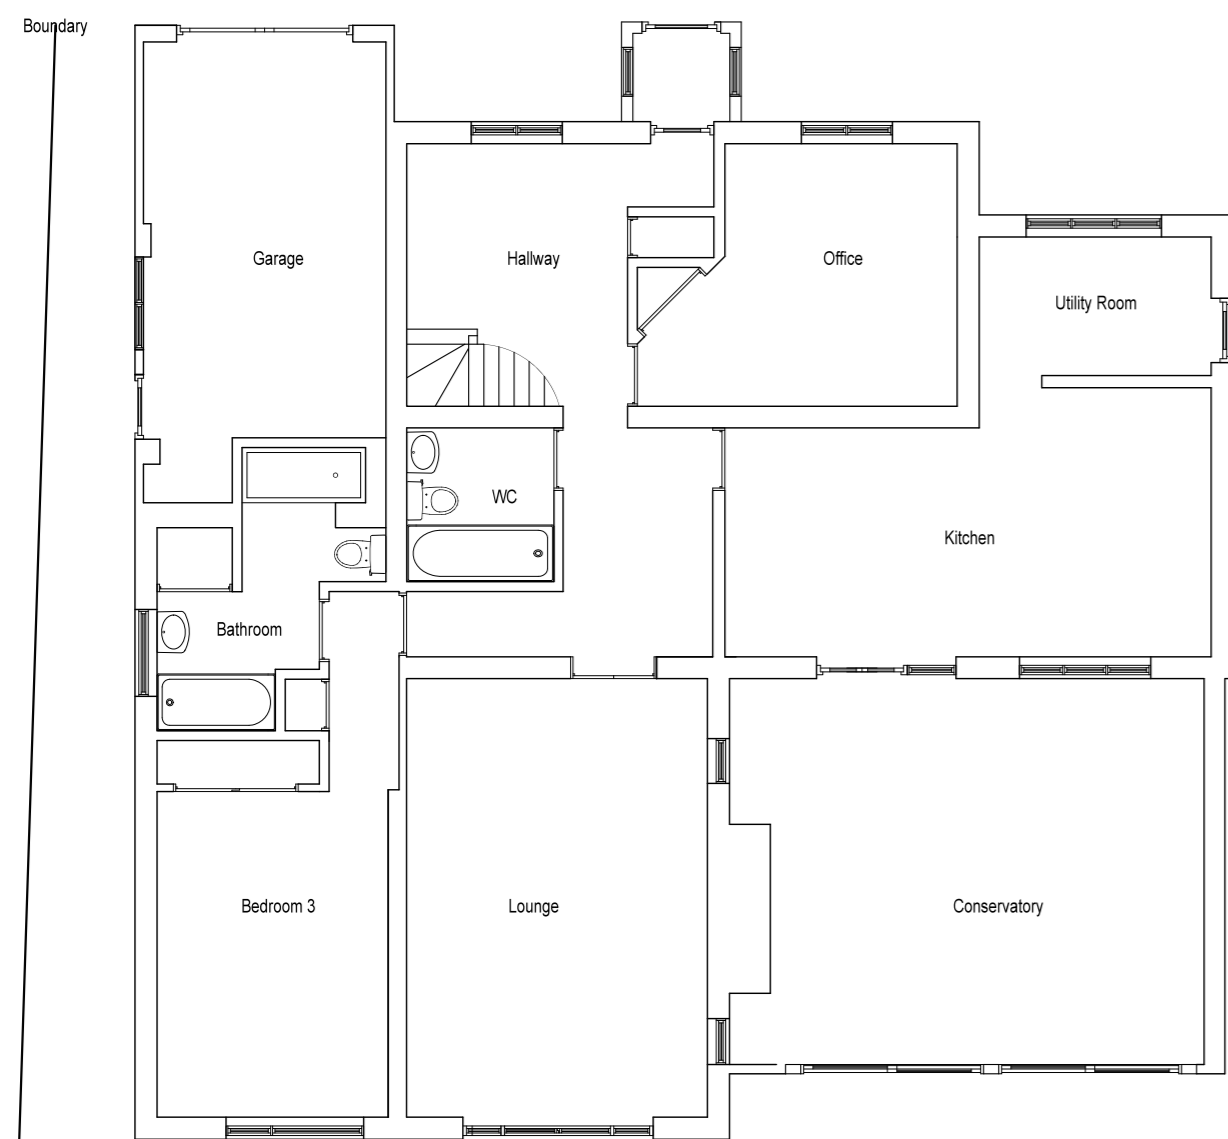 Boundary
Garage
Hallway
Office
Utility Room
WC
Kitchen
Bathroom
Bedroom 3
Lounge
Conservatory